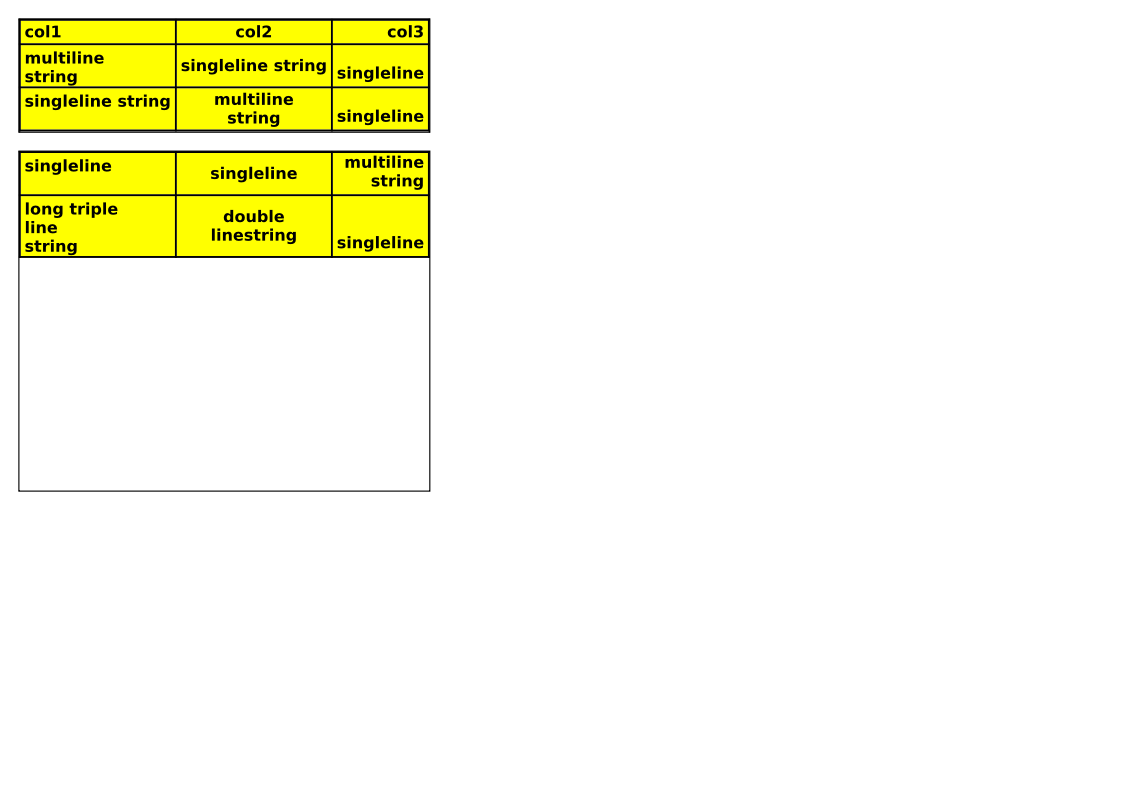 col1 col2 col3
multiline
string
singleline string
singleline
singleline string
multiline
string
singleline
singleline
singleline
multiline
string
long triple
line
string
double
linestring
singleline